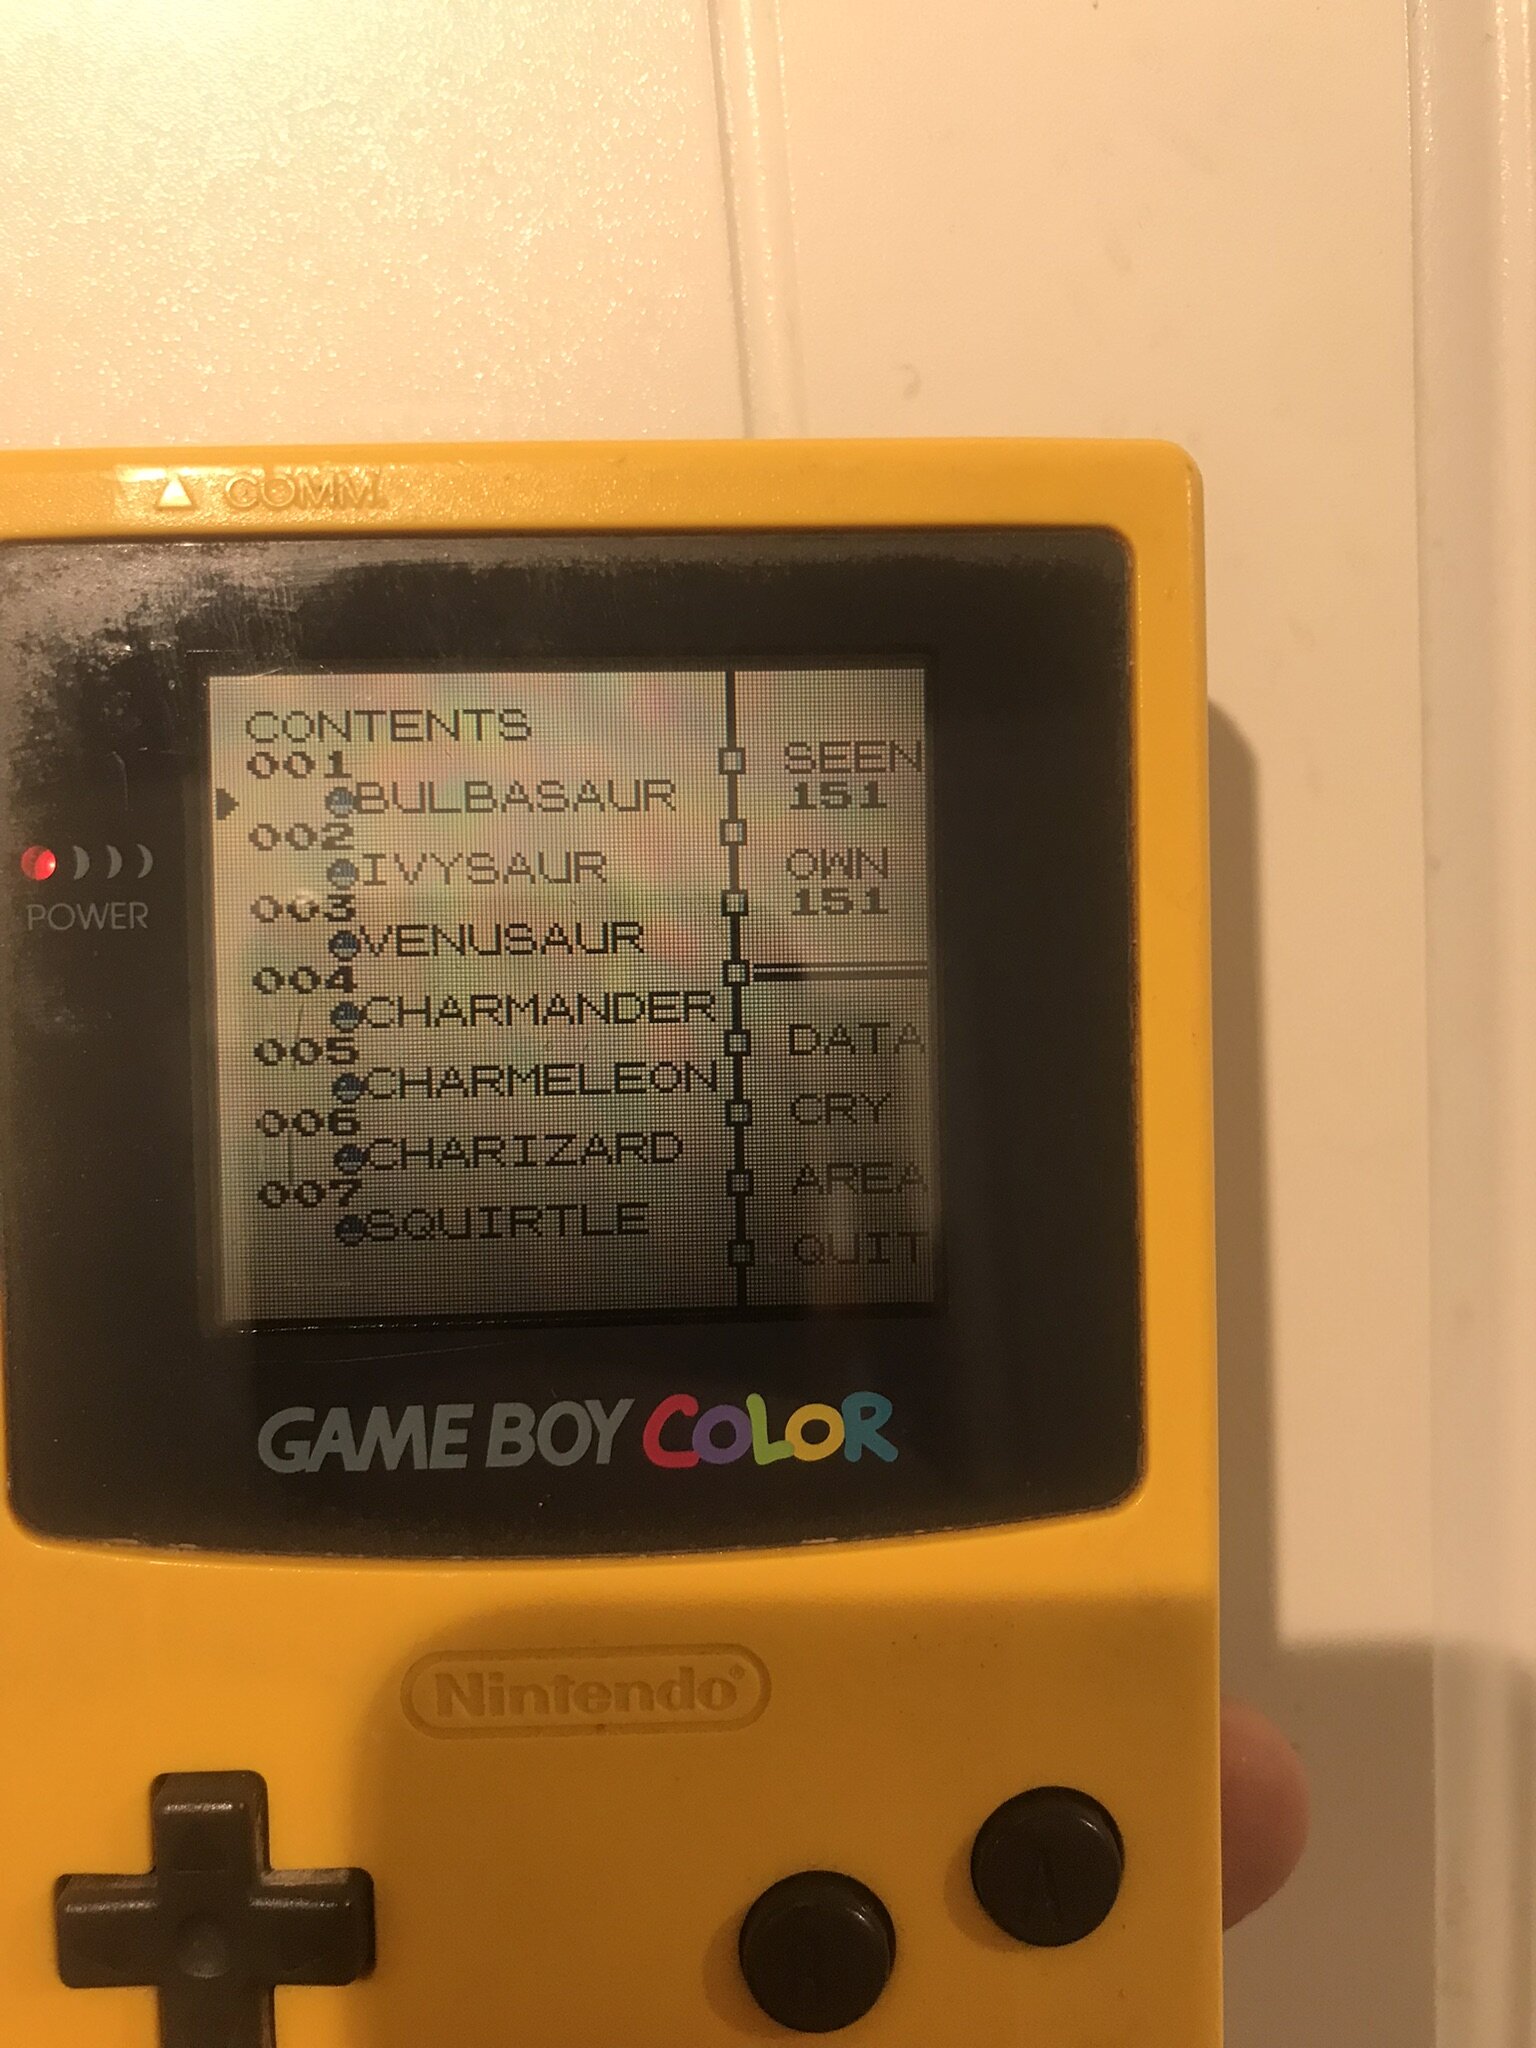 COMM.
CONTENTS
001
BULBASAUR
002
IVYSAUR
003
VENUSAUR
004
CHARMANDER
005
CHARMELEON
006
CHARIZARD
007
SQUIRTLE
SEEN
151
OWN
151
DATA
CRY
AREA
QUIT
POWER
GAME BOY COLOR
Nintendo®